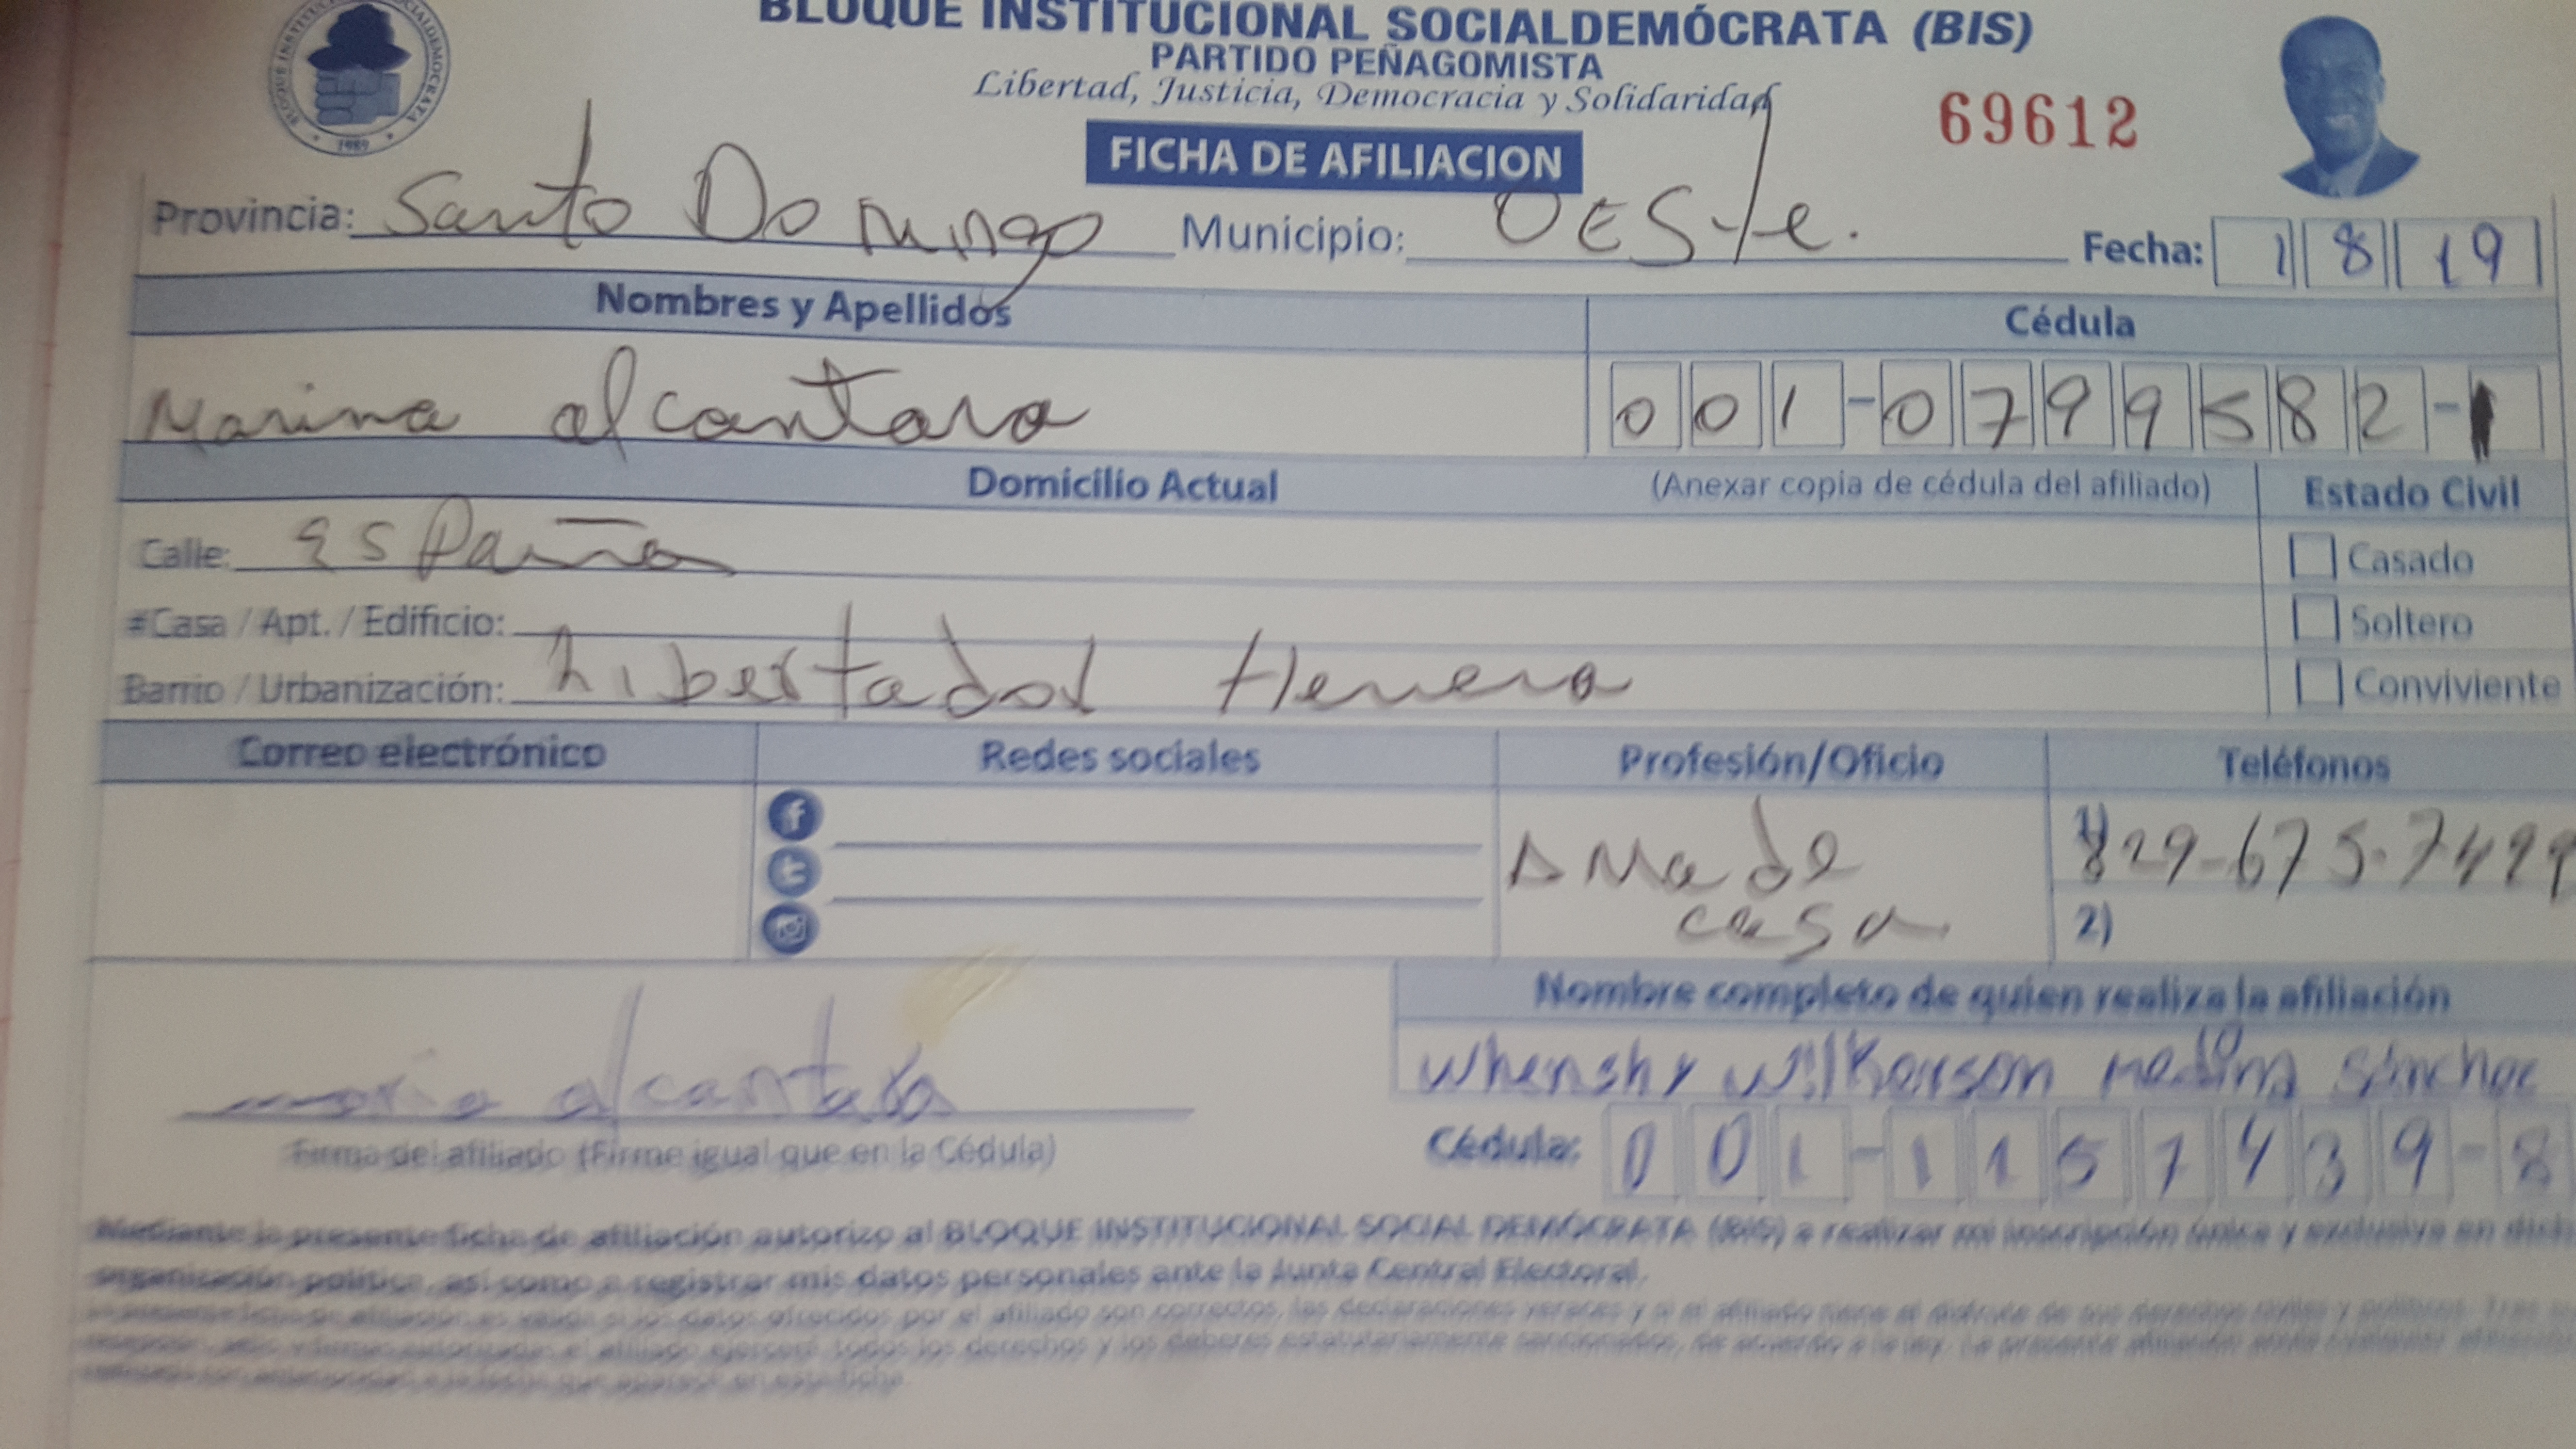 BLOQUE INSTITUCIONAL SOCIALDEMÓCRATA (BIS)
PARTIDO PEÑAGOMISTA
Libertad, Justicia, Democracia y Solidaridad
1989
69612
FICHA DE AFILIACION
Provincia: Santo Domingo Municipio: OESte. Fecha: 1 8 19
Nombres y Apellidos Cédula
Marina alcantara 001-0799582-1
Domicilio Actual (Anexar copia de cédula del afiliado) Estado Civil
Calle: España Casado
#Casa / Apt. / Edificio: Soltero
Barrio / Urbanización: Libertador Herrera Conviviente
Correo electrónico Redes sociales Profesión/Oficio Teléfonos
AMa de casa
1) 829-675-749
2)
Nombre completo de quien realiza la afiliación
Whenshy Wilkerson Medina Sánchez
alcantara
Firma del afiliado (Firme igual que en la Cédula)
Cédula: 001-1157439-8
Mediante la presente ficha de afiliación autorizo al BLOQUE INSTITUCIONAL SOCIAL DEMÓCRATA (BIS) a realizar mi inscripción única y exclusiva en
organización política, así como a registrar mis datos personales ante la Junta Central Electoral.